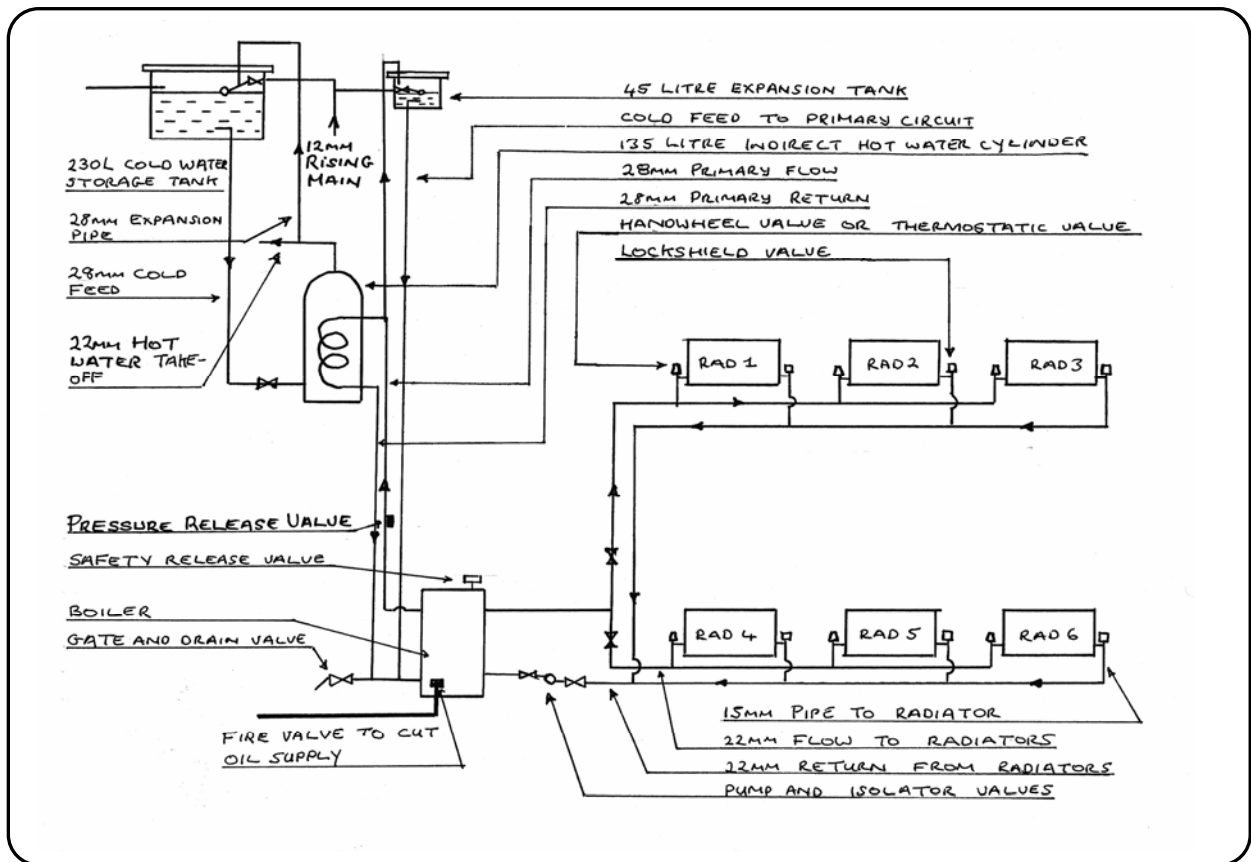 45 LITRE EXPANSION TANK
COLD FEED TO PRIMARY CIRCUIT
135 LITRE INDIRECT HOT WATER CYLINDER
28MM PRIMARY FLOW
28MM PRIMARY RETURN
HANDWHEEL VALVE OR THERMOSTATIC VALVE
LOCKSHIELD VALVE
12MM
RISING
MAIN
230L COLD WATER
STORAGE TANK
28MM EXPANSION
PIPE
28MM COLD
FEED
22MM HOT
WATER TAKE-
OFF
RAD 1
RAD 2
RAD 3
PRESSURE RELEASE VALVE
SAFETY RELEASE VALVE
BOILER
GATE AND DRAIN VALVE
RAD 4
RAD 5
RAD 6
FIRE VALVE TO CUT
OIL SUPPLY
15MM PIPE TO RADIATOR
22MM FLOW TO RADIATORS
22MM RETURN FROM RADIATORS
PUMP AND ISOLATOR VALVES